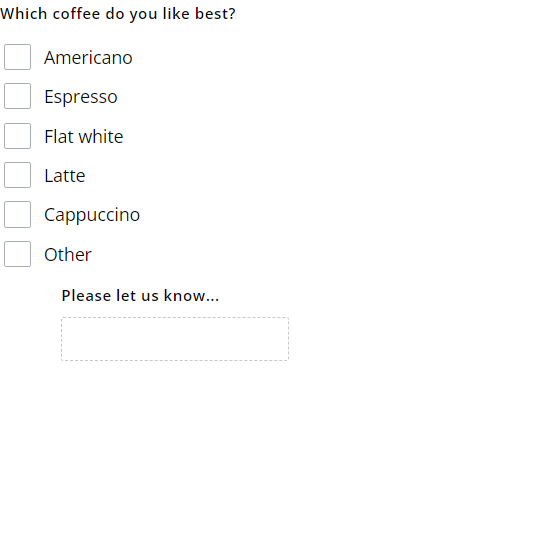 Which coffee do you like best?
Americano
Espresso
Flat white
Latte
Cappuccino
Other
Please let us know...